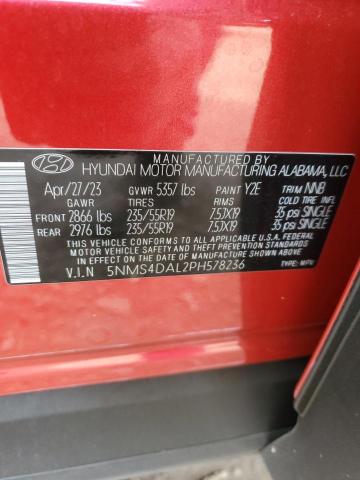 MANUFACTURED BY
HYUNDAI MOTOR MANUFACTURING ALABAMA, LLC
Apr/27/23 GVWR 5357 lbs PAINT Y2E TRIM NNB
GAWR TIRES RIMS COLD TIRE INFL
FRONT 2866 lbs 235/55R19 7.5JX19 35 psi SINGLE
REAR 2976 lbs 235/55R19 7.5JX19 35 psi SINGLE
THIS VEHICLE CONFORMS TO ALL APPLICABLE U.S. FEDERAL MOTOR
VEHICLE SAFETY AND THEFT PREVENTION STANDARDS IN EFFECT ON THE
DATE OF MANUFACTURE SHOWN ABOVE
V.I.N 5NMS4DAL2PH578236 TYPE: MPV